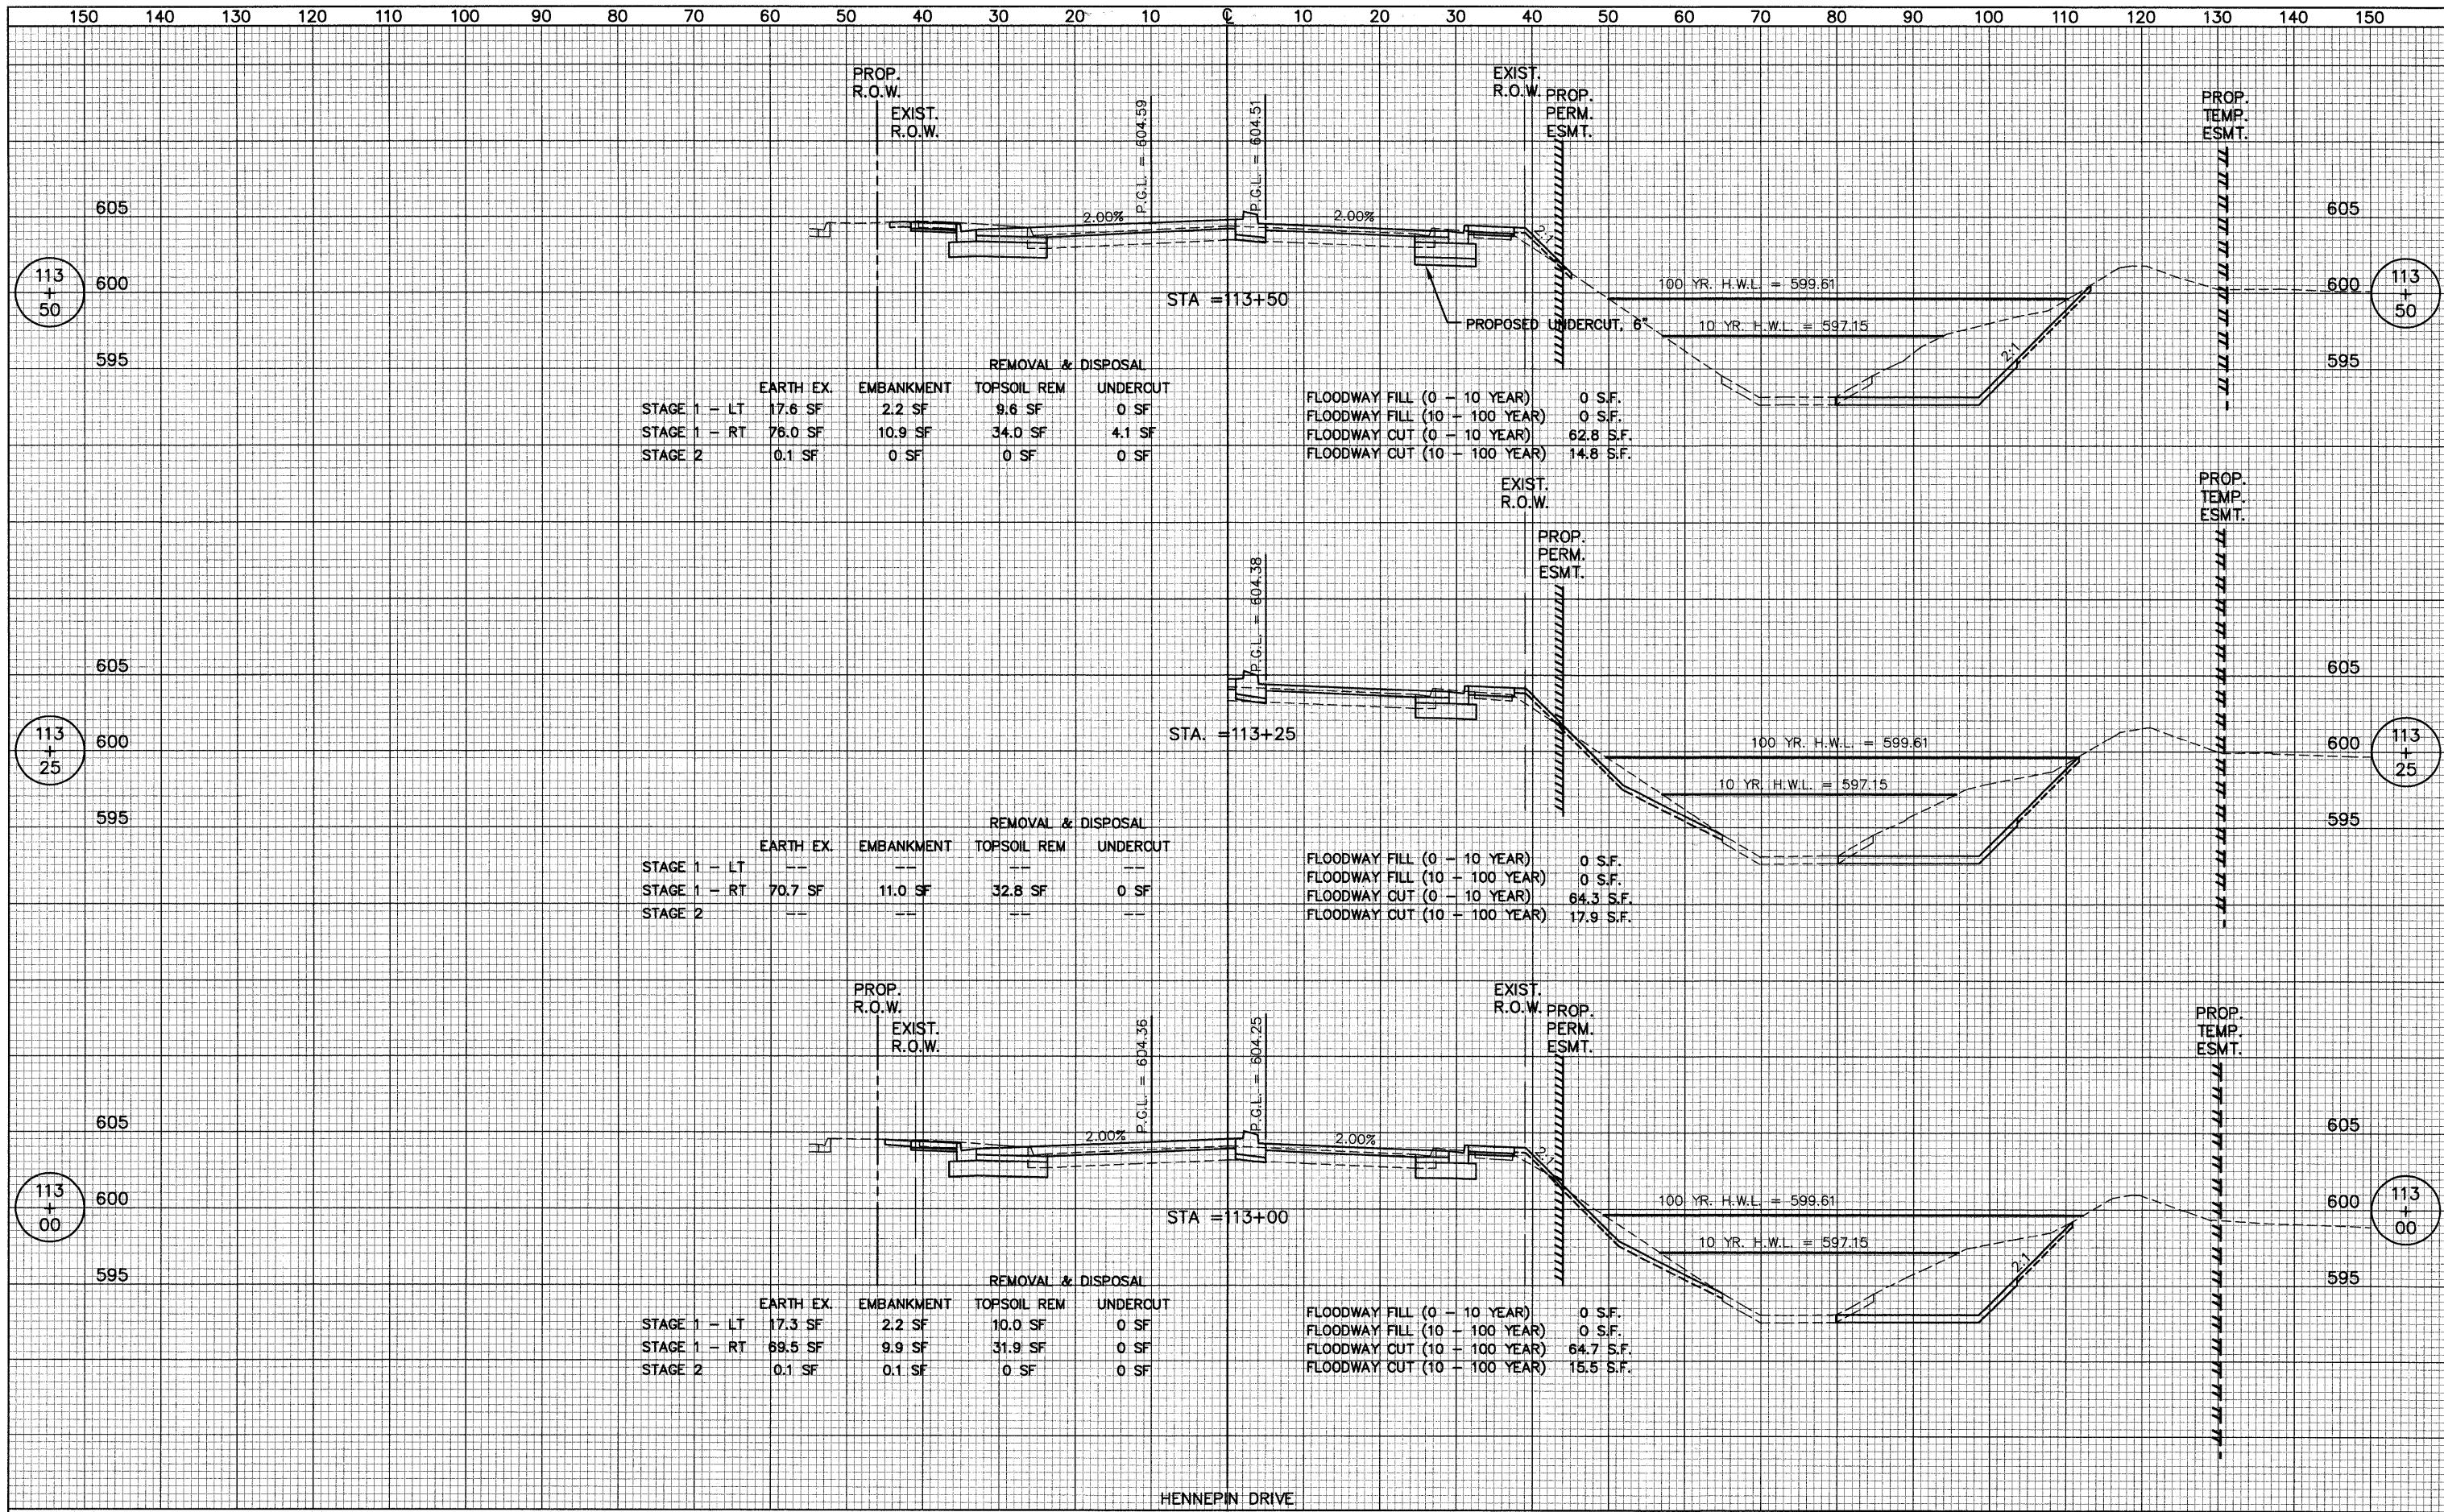 150 140 130 120 110 100 90 80 70 60 50 40 30 20 10 ℄ 10 20 30 40 50 60 70 80 90 100 110 120 130 140 150
PROP.
R.O.W.
EXIST.
R.O.W.
P.G.L. = 604.59
P.G.L. = 604.51
EXIST.
R.O.W.
PROP.
PERM.
ESMT.
PROP.
TEMP.
ESMT.
605 2.00% 2.00% 2:1 605
113
+
50
600 STA =113+50 100 YR. H.W.L. = 599.61 600
113
+
50
PROPOSED UNDERCUT, 6"
10 YR. H.W.L. = 597.15
595 2:1 595
REMOVAL & DISPOSAL
EARTH EX. EMBANKMENT TOPSOIL REM UNDERCUT
STAGE 1 - LT 17.6 SF 2.2 SF 9.6 SF 0 SF
STAGE 1 - RT 76.0 SF 10.9 SF 34.0 SF 4.1 SF
STAGE 2 0.1 SF 0 SF 0 SF 0 SF
FLOODWAY FILL (0 - 10 YEAR) 0 S.F.
FLOODWAY FILL (10 - 100 YEAR) 0 S.F.
FLOODWAY CUT (0 - 10 YEAR) 62.8 S.F.
FLOODWAY CUT (10 - 100 YEAR) 14.8 S.F.
EXIST.
R.O.W.
PROP.
PERM.
ESMT.
PROP.
TEMP.
ESMT.
P.G.L. = 604.38
605 605
113
+
25
600 STA. =113+25 100 YR. H.W.L. = 599.61 600
113
+
25
10 YR. H.W.L. = 597.15
595 595
REMOVAL & DISPOSAL
EARTH EX. EMBANKMENT TOPSOIL REM UNDERCUT
STAGE 1 - LT -- -- -- --
STAGE 1 - RT 70.7 SF 11.0 SF 32.8 SF 0 SF
STAGE 2 -- -- -- --
FLOODWAY FILL (0 - 10 YEAR) 0 S.F.
FLOODWAY FILL (10 - 100 YEAR) 0 S.F.
FLOODWAY CUT (0 - 10 YEAR) 64.3 S.F.
FLOODWAY CUT (10 - 100 YEAR) 17.9 S.F.
PROP.
R.O.W.
EXIST.
R.O.W.
P.G.L. = 604.36
P.G.L. = 604.25
EXIST.
R.O.W.
PROP.
PERM.
ESMT.
PROP.
TEMP.
ESMT.
605 2.00% 2.00% 2:1 605
113
+
00
600 STA =113+00 100 YR. H.W.L. = 599.61 600
113
+
00
10 YR. H.W.L. = 597.15
595 2:1 595
REMOVAL & DISPOSAL
EARTH EX. EMBANKMENT TOPSOIL REM UNDERCUT
STAGE 1 - LT 17.3 SF 2.2 SF 10.0 SF 0 SF
STAGE 1 - RT 69.5 SF 9.9 SF 31.9 SF 0 SF
STAGE 2 0.1 SF 0.1 SF 0 SF 0 SF
FLOODWAY FILL (0 - 10 YEAR) 0 S.F.
FLOODWAY FILL (10 - 100 YEAR) 0 S.F.
FLOODWAY CUT (10 - 100 YEAR) 64.7 S.F.
FLOODWAY CUT (10 - 100 YEAR) 15.5 S.F.
HENNEPIN DRIVE